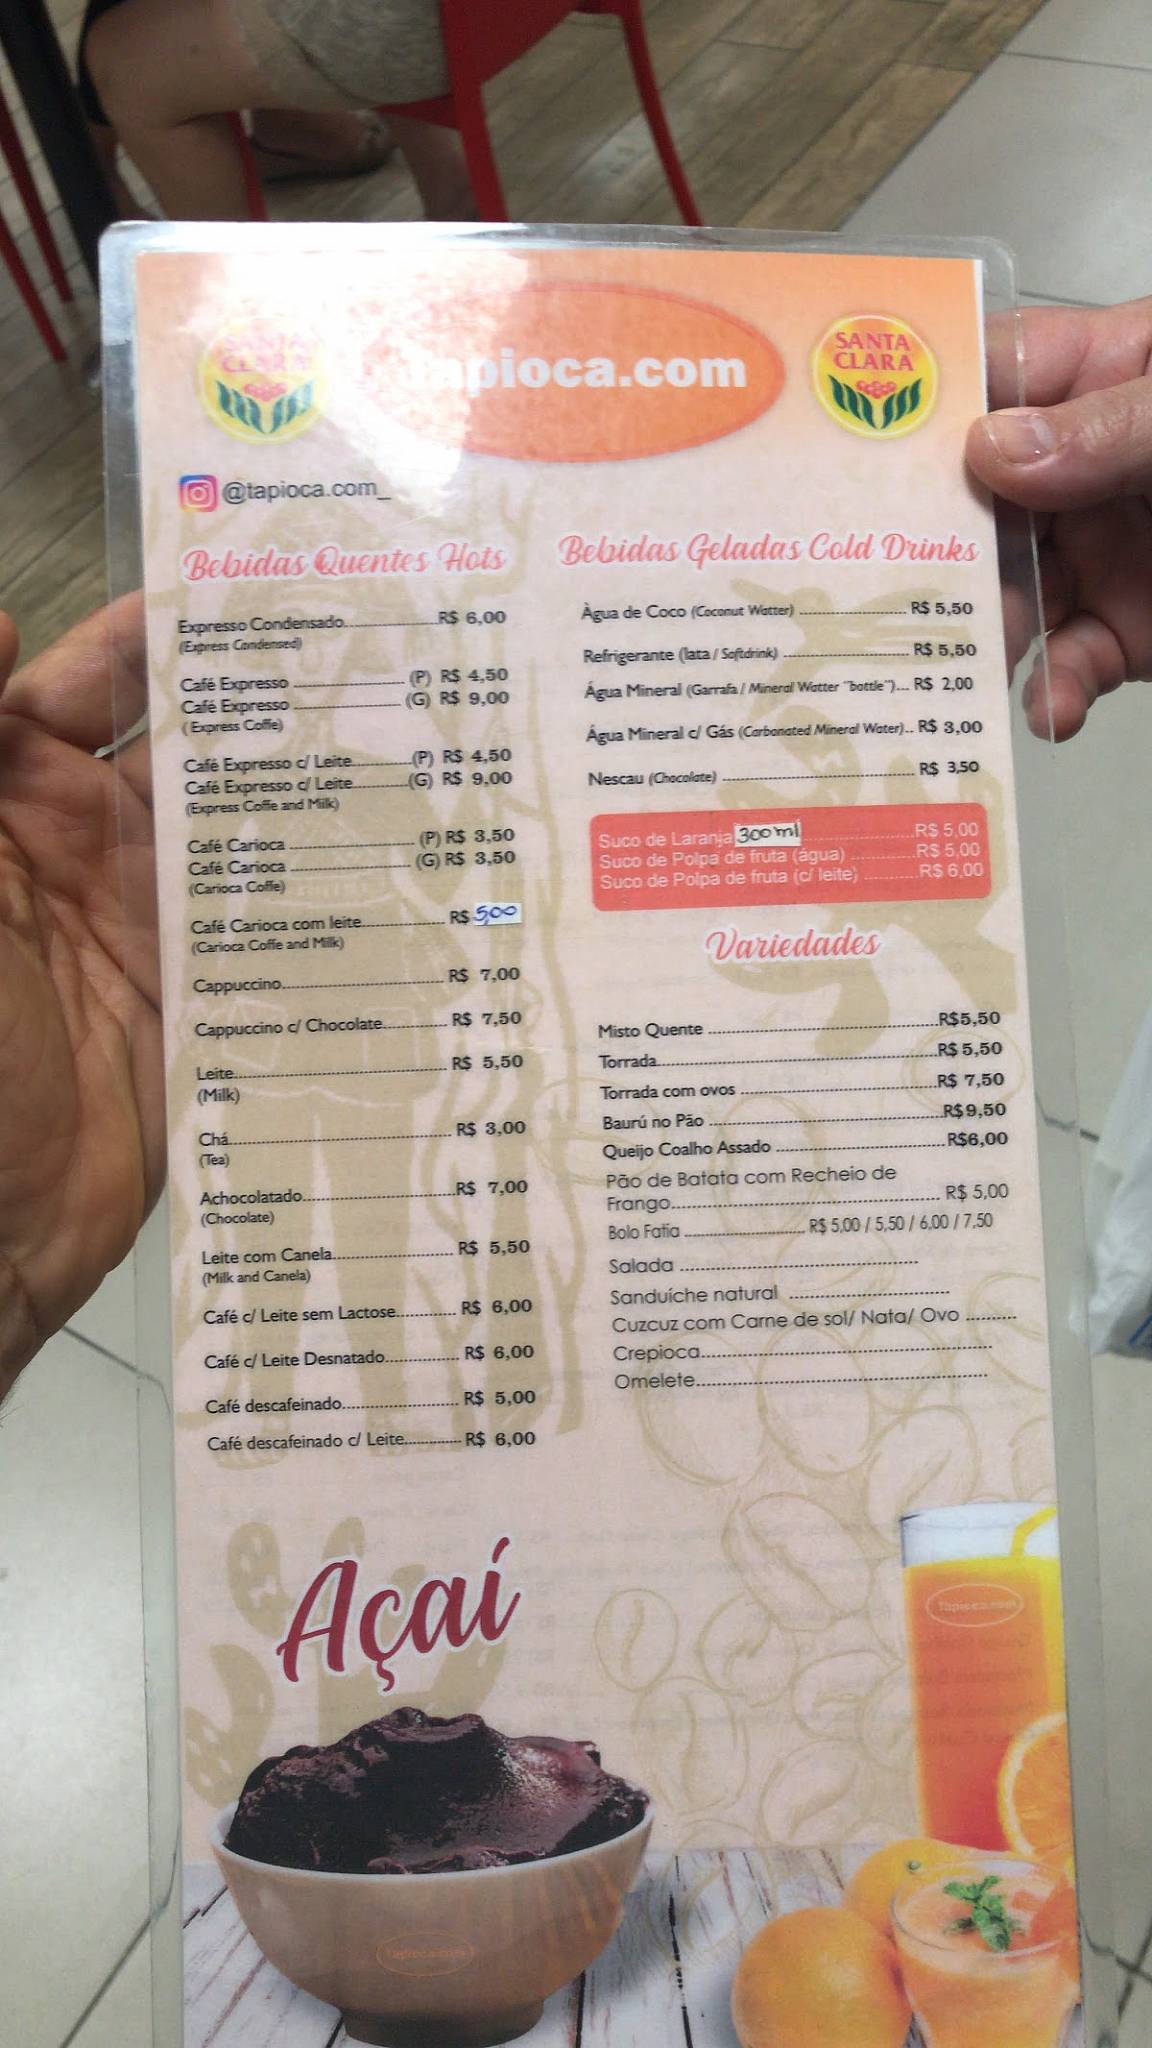 SANTA
CLARA
tapioca.com
SANTA
CLARA
@tapioca.com_
Bebidas Quentes Hots
Expresso Condensado..................R$ 6,00
(Express Condensed)
Café Expresso ..................(P) R$ 4,50
Café Expresso ..................(G) R$ 9,00
(Express Coffe)
Café Expresso c/ Leite............(P) R$ 4,50
Café Expresso c/ Leite............(G) R$ 9,00
(Express Coffe and Milk)
Café Carioca ..................(P) R$ 3,50
Café Carioca ..................(G) R$ 3,50
(Carioca Coffe)
Café Carioca com leite.................. R$ 5,00
(Carioca Coffe and Milk)
Cappuccino.................. R$ 7,00
Cappuccino c/ Chocolate............ R$ 7,50
Leite.................. R$ 5,50
(Milk)
Chá.................. R$ 3,00
(Tea)
Achocolatado..................R$ 7,00
(Chocolate)
Leite com Canela.................. R$ 5,50
(Milk and Canela)
Café c/ Leite sem Lactose............ R$ 6,00
Café c/ Leite Desnatado............ R$ 6,00
Café descafeinado.................. R$ 5,00
Café descafeinado c/ Leite............ R$ 6,00
Bebidas Geladas Cold Drinks
Àgua de Coco (Coconut Watter) .................. R$ 5,50
Refrigerante (lata / Softdrink) .................. R$ 5,50
Água Mineral (Garrafa / Mineral Watter "bottle")... R$ 2,00
Água Mineral c/ Gás (Carbonated Mineral Water).. R$ 3,00
Nescau (Chocolate) .................. R$ 3,50
Suco de Laranja 300ml ..................R$ 5,00
Suco de Polpa de fruta (água) ............R$ 5,00
Suco de Polpa de fruta (c/ leite) ............R$ 6,00
Variedades
Misto Quente ..................R$5,50
Torrada..................R$ 5,50
Torrada com ovos ..................R$ 7,50
Baurú no Pão ..................R$9,50
Queijo Coalho Assado ..................R$6,00
Pão de Batata com Recheio de
Frango.................. R$ 5,00
Bolo Fatia .................. R$ 5,00 / 5,50 / 6,00 / 7,50
Salada ..................
Sanduíche natural ..................
Cuzcuz com Carne de sol/ Nata/ Ovo ..........
Crepioca..................
Omelete..................
Açaí
Tapioca.com
Tapioca.com